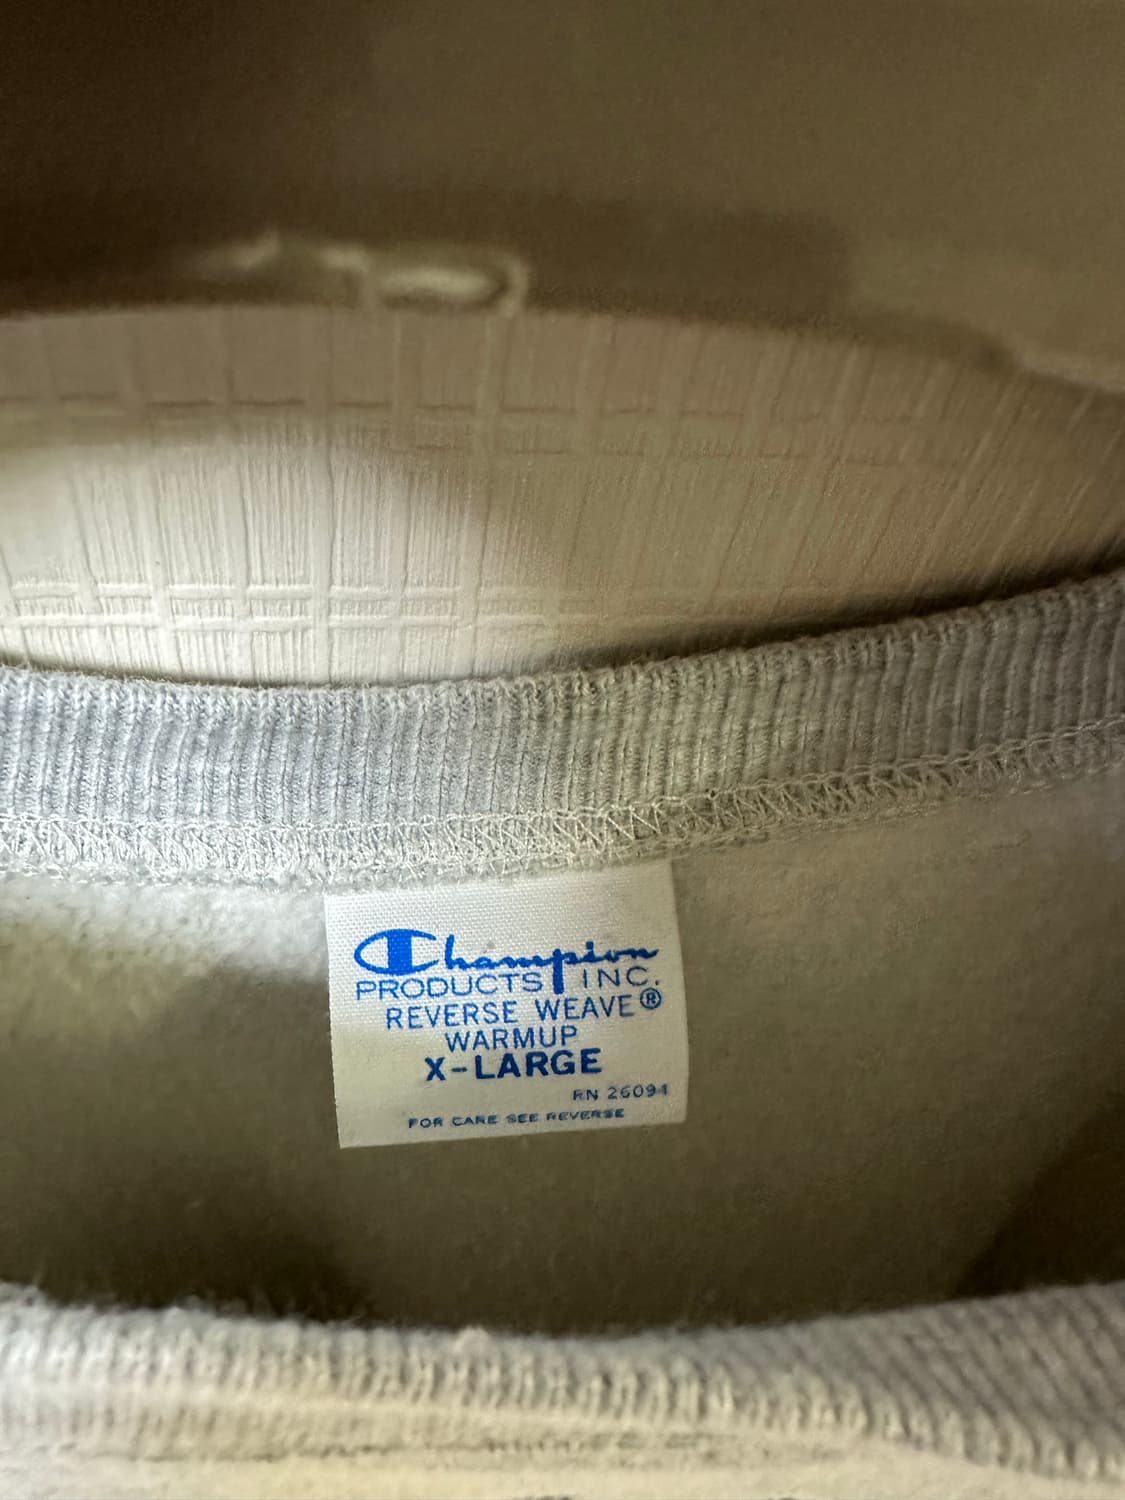 Champion
PRODUCTS INC.
REVERSE WEAVE®
WARMUP
X-LARGE
RN 26094
FOR CARE SEE REVERSE